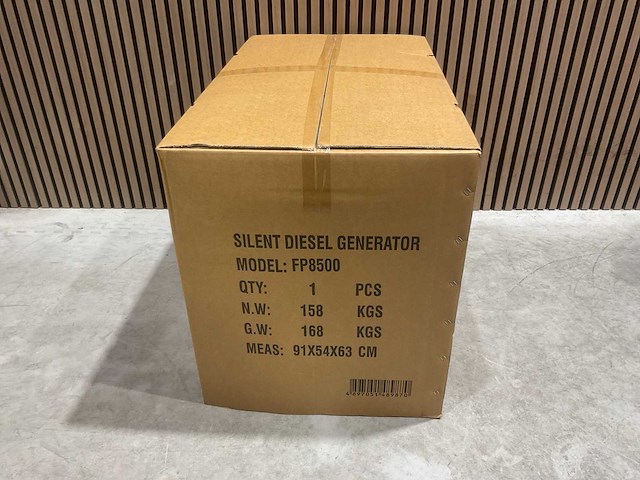 SILENT DIESEL GENERATOR
MODEL: FP8500
QTY: 1 PCS
N.W: 158 KGS
G.W: 168 KGS
MEAS: 91X54X63 CM